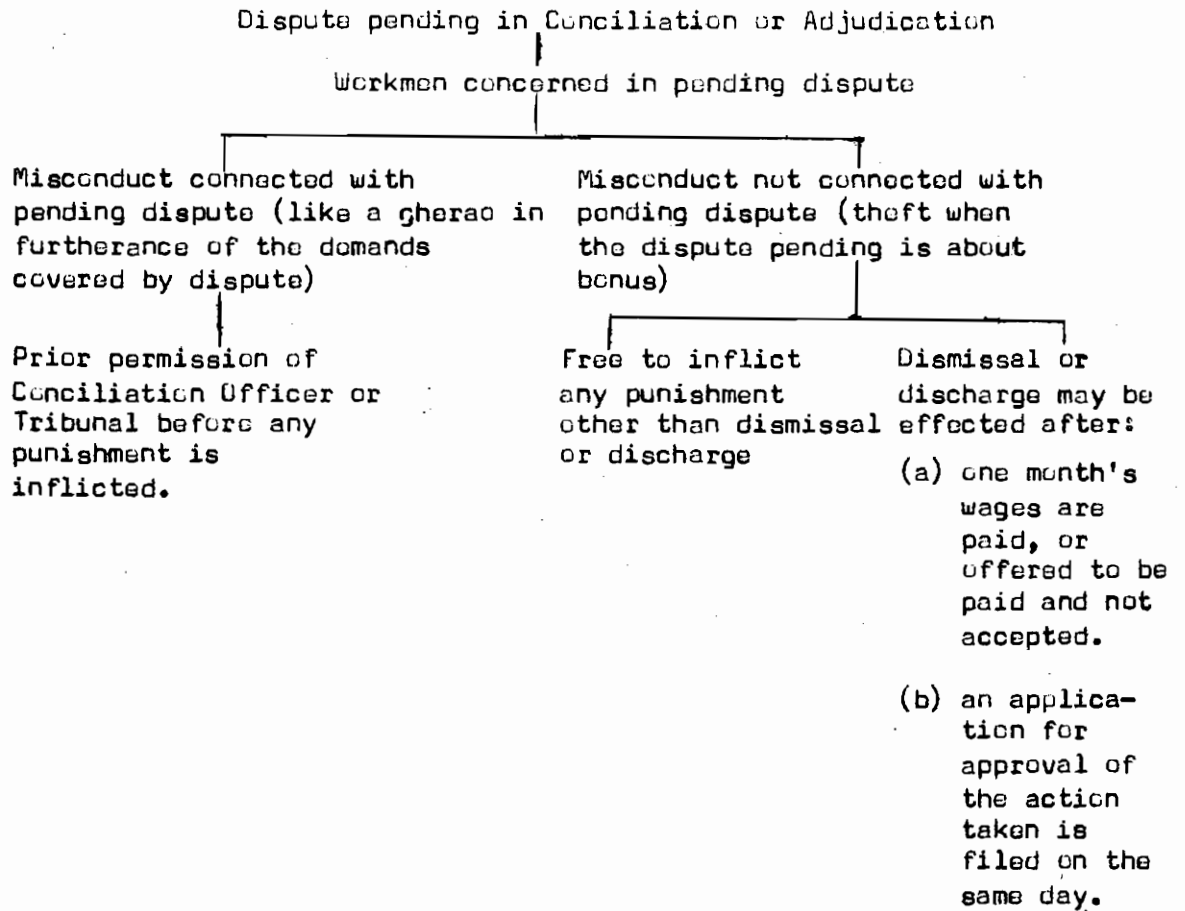 Dispute pending in Conciliation or Adjudication
Workmen concerned in pending dispute
Misconduct connected with
pending dispute (like a gherao in
furtherance of the demands
covered by dispute)
Prior permission of
Conciliation Officer or
Tribunal before any
punishment is
inflicted.
Misconduct not connected with
pending dispute (theft when
the dispute pending is about
bonus)
Free to inflict
any punishment
other than dismissal
or discharge
Dismissal or
discharge may be
effected after:
(a) one month's
wages are
paid, or
offered to be
paid and not
accepted.
(b) an applica-
tion for
approval of
the action
taken is
filed on the
same day.